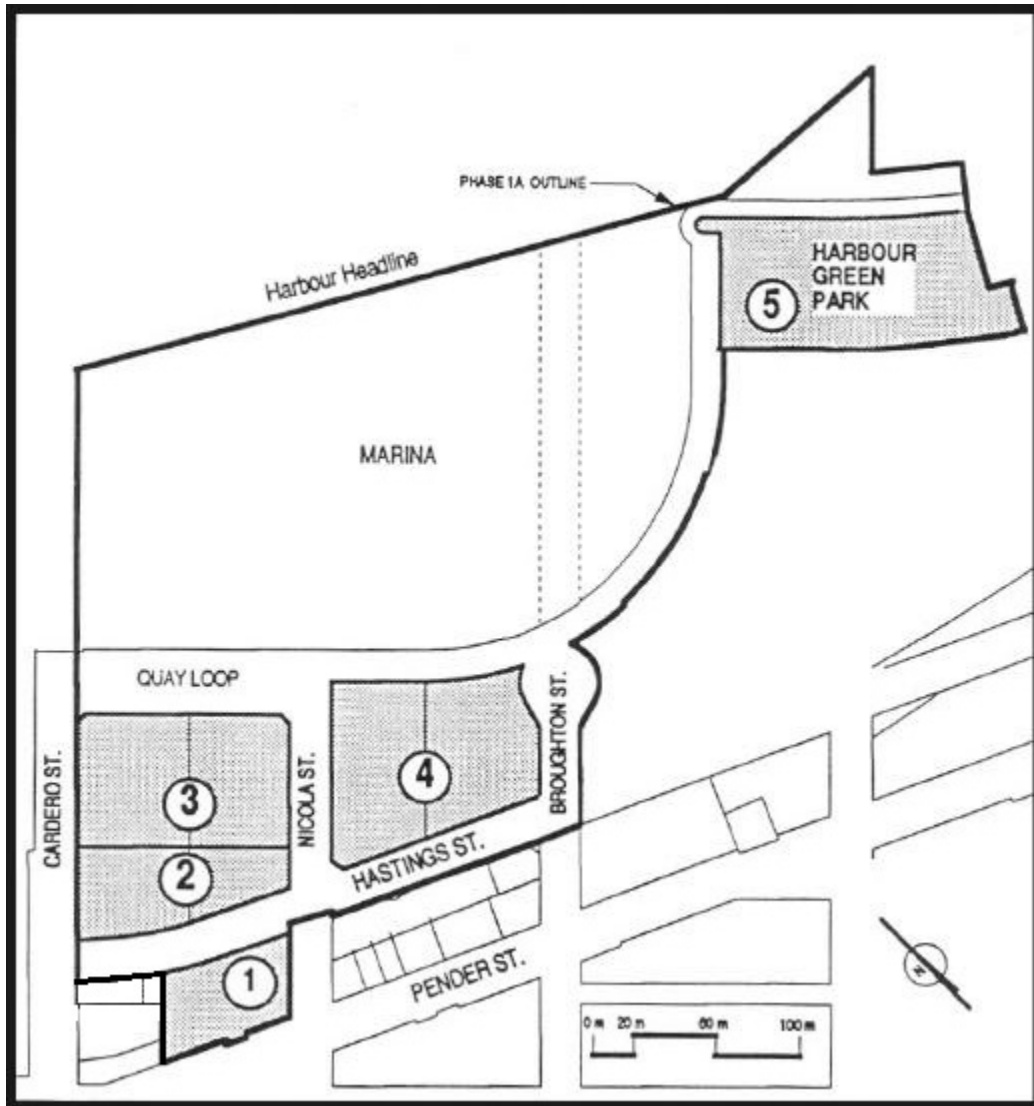 PHASE 1A OUTLINE
Harbour Headline
HARBOUR
GREEN
PARK
5
MARINA
QUAY LOOP
CARDERO ST.
NICOLA ST.
BROUGHTON ST.
3
4
2
HASTINGS ST.
1
PENDER ST.
N
0 m 20 m 60 m 100 m